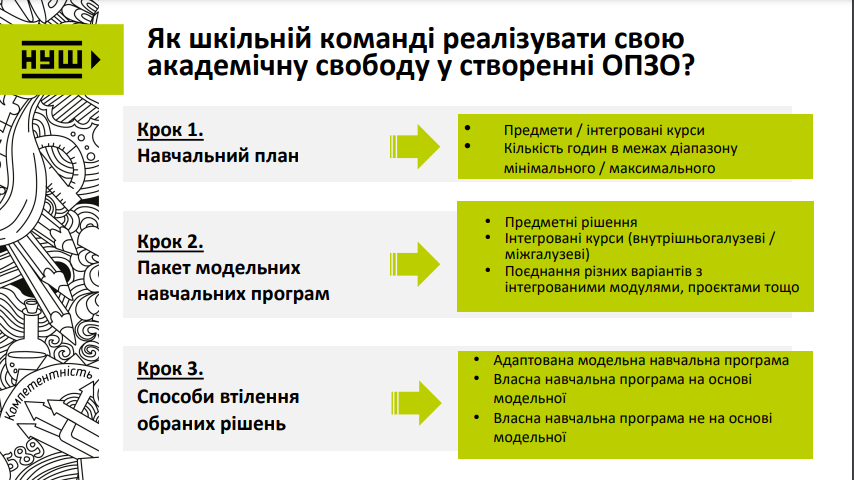 НУШ
Як шкільній команді реалізувати свою
академічну свободу у створенні ОПЗО?
Крок 1.
Навчальний план
• Предмети / інтегровані курси
• Кількість годин в межах діапазону
мінімального / максимального
Крок 2.
Пакет модельних
навчальних програм
• Предметні рішення
• Інтегровані курси (внутрішньогалузеві /
міжгалузеві)
• Поєднання різних варіантів з
інтегрованими модулями, проєктами тощо
Крок 3.
Способи втілення
обраних рішень
• Адаптована модельна навчальна програма
• Власна навчальна програма на основі
модельної
• Власна навчальна програма не на основі
модельної
Компетентність